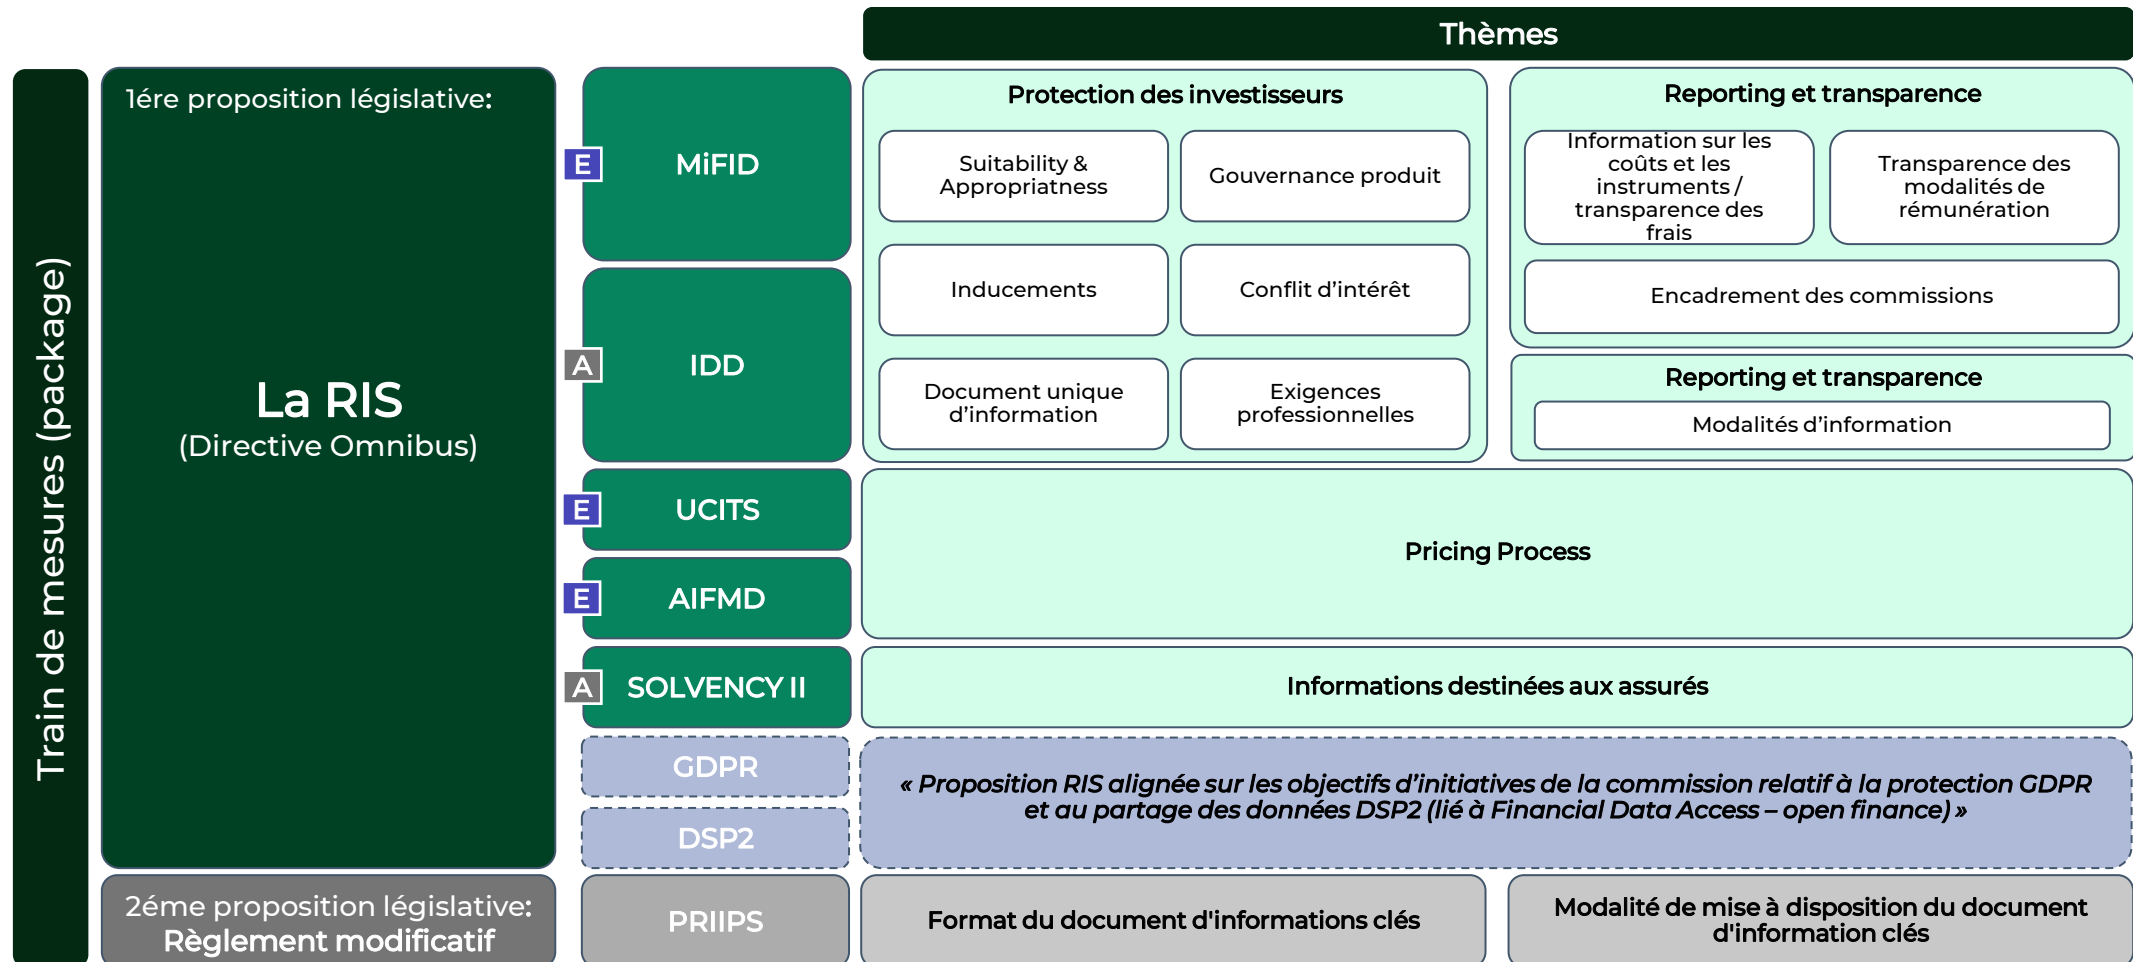 Thèmes
Train de mesures (package)
1ére proposition législative:
La RIS
(Directive Omnibus)
E
MiFID
A
IDD
E
UCITS
E
AIFMD
A
SOLVENCY II
GDPR
DSP2
Protection des investisseurs
Suitability &
Appropriatness
Gouvernance produit
Inducements
Conflit d'intérêt
Document unique
d'information
Exigences
professionnelles
Reporting et transparence
Information sur les
coûts et les
instruments /
transparence des
frais
Transparence des
modalités de
rémunération
Encadrement des commissions
Reporting et transparence
Modalités d'information
Pricing Process
Informations destinées aux assurés
« Proposition RIS alignée sur les objectifs d'initiatives de la commission relatif à la protection GDPR
et au partage des données DSP2 (lié à Financial Data Access – open finance) »
2éme proposition législative:
Règlement modificatif
PRIIPS
Format du document d'informations clés
Modalité de mise à disposition du document
d'information clés